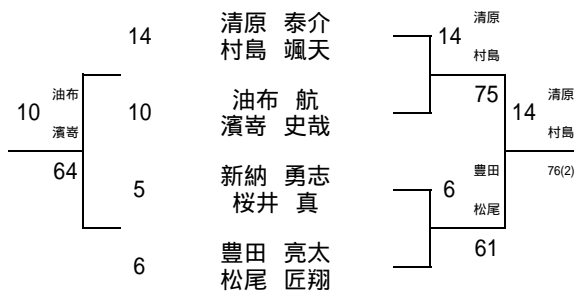 14 清原 泰介
村島 颯天
14 清原
村島
75
10 油布
濱嵜
64
10 油布 航
濱嵜 史哉
14 清原
村島
76(2)
5 新納 勇志
桜井 真
6 豊田
松尾
61
6 豊田 亮太
松尾 匠翔